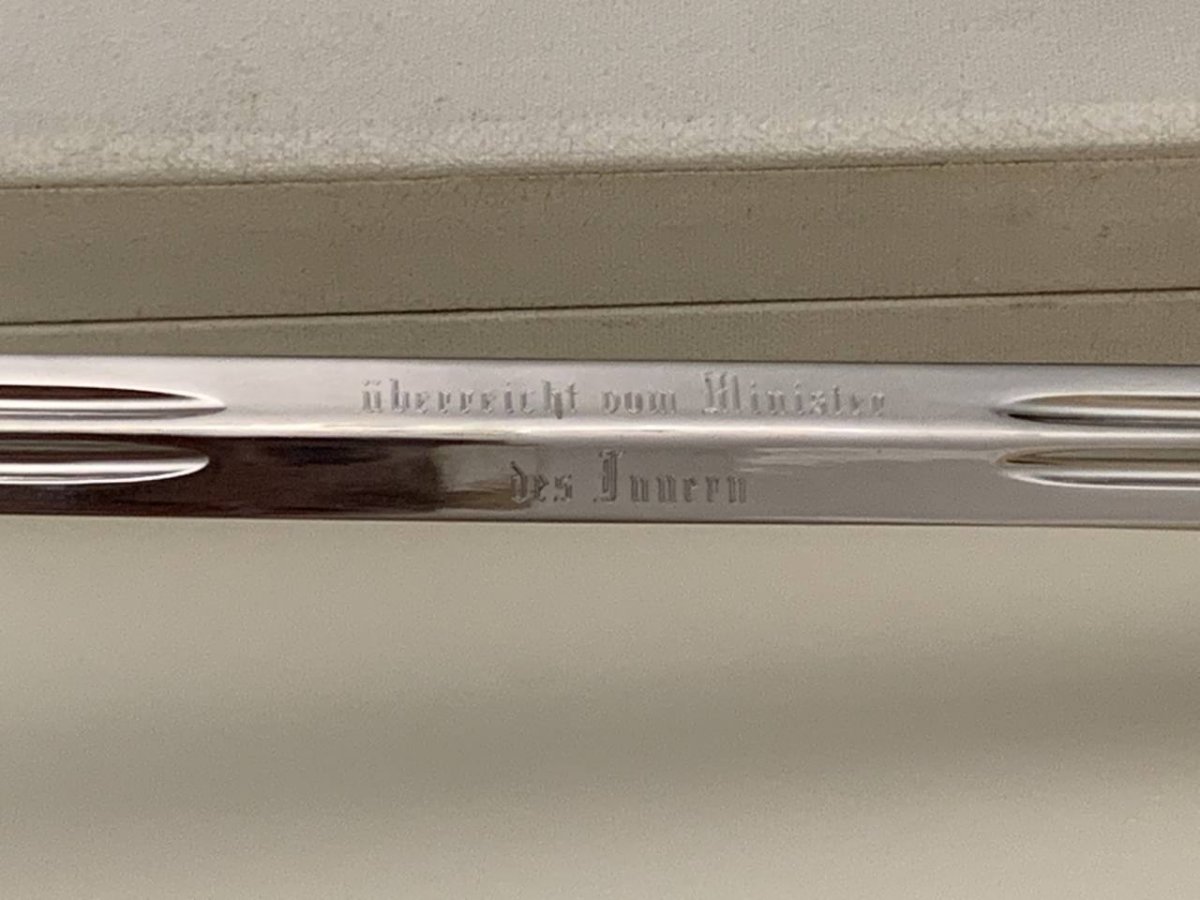 überreicht vom Minister
des Innern